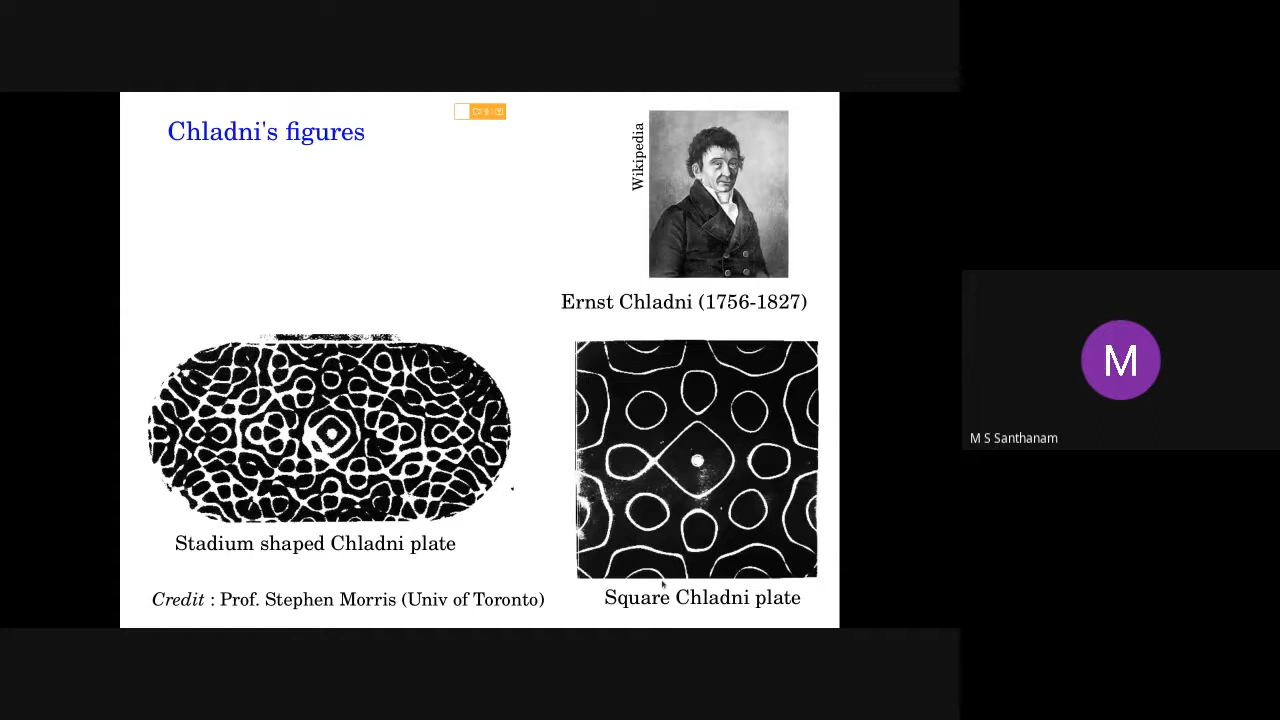 Chladni's figures
Wikipedia
Ernst Chladni (1756-1827)
Stadium shaped Chladni plate
Credit : Prof. Stephen Morris (Univ of Toronto)
Square Chladni plate
M
M S Santhanam